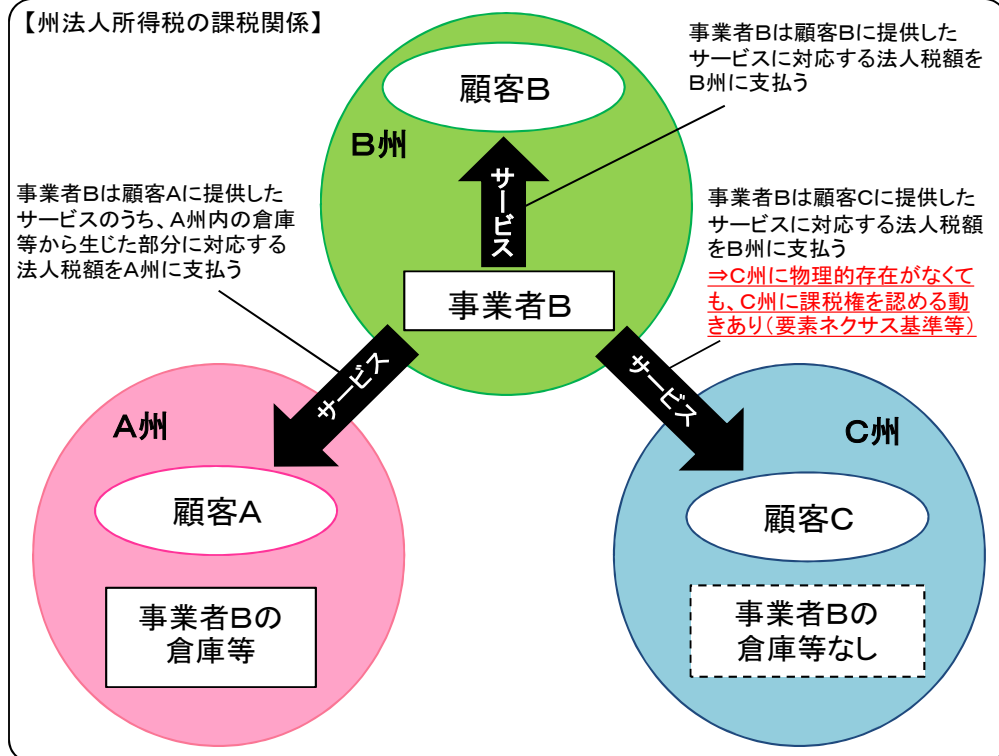 【州法人所得税の課税関係】
事業者Bは顧客Bに提供した
サービスに対応する法人税額を
B州に支払う
顧客B
B州
サービス
事業者B
事業者Bは顧客Aに提供した
サービスのうち、A州内の倉庫
等から生じた部分に対応する
法人税額をA州に支払う
事業者Bは顧客Cに提供した
サービスに対応する法人税額
をB州に支払う
⇒C州に物理的存在がなくて
も、C州に課税権を認める動
きあり(要素ネクサス基準等)
サービス
サービス
A州
顧客A
事業者Bの
倉庫等
C州
顧客C
事業者Bの
倉庫等なし